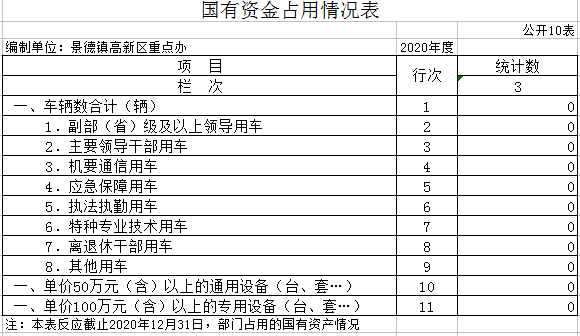 国有资金占用情况表
公开10表
编制单位：景德镇高新区重点办 2020年度
项 目 行次 统计数
栏 次 3
一、车辆数合计（辆） 1 0
1．副部（省）级及以上领导用车 2 0
2．主要领导干部用车 3 0
3．机要通信用车 4 0
4．应急保障用车 5 0
5．执法执勤用车 6 0
6．特种专业技术用车 7 0
7．离退休干部用车 8 0
8．其他用车 9 0
一、单价50万元（含）以上的通用设备（台、套…） 10 0
一、单价100万元（含）以上的专用设备（台、套…） 11 0
注：本表反应截止2020年12月31日，部门占用的国有资产情况